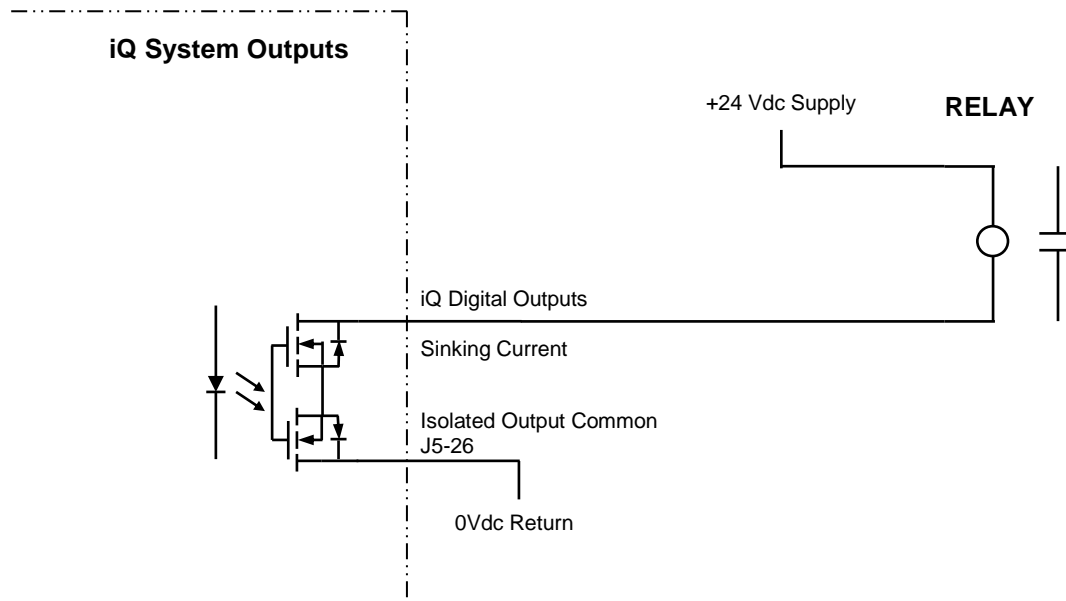 iQ System Outputs
+24 Vdc Supply
RELAY
iQ Digital Outputs
Sinking Current
Isolated Output Common
J5-26
0Vdc Return